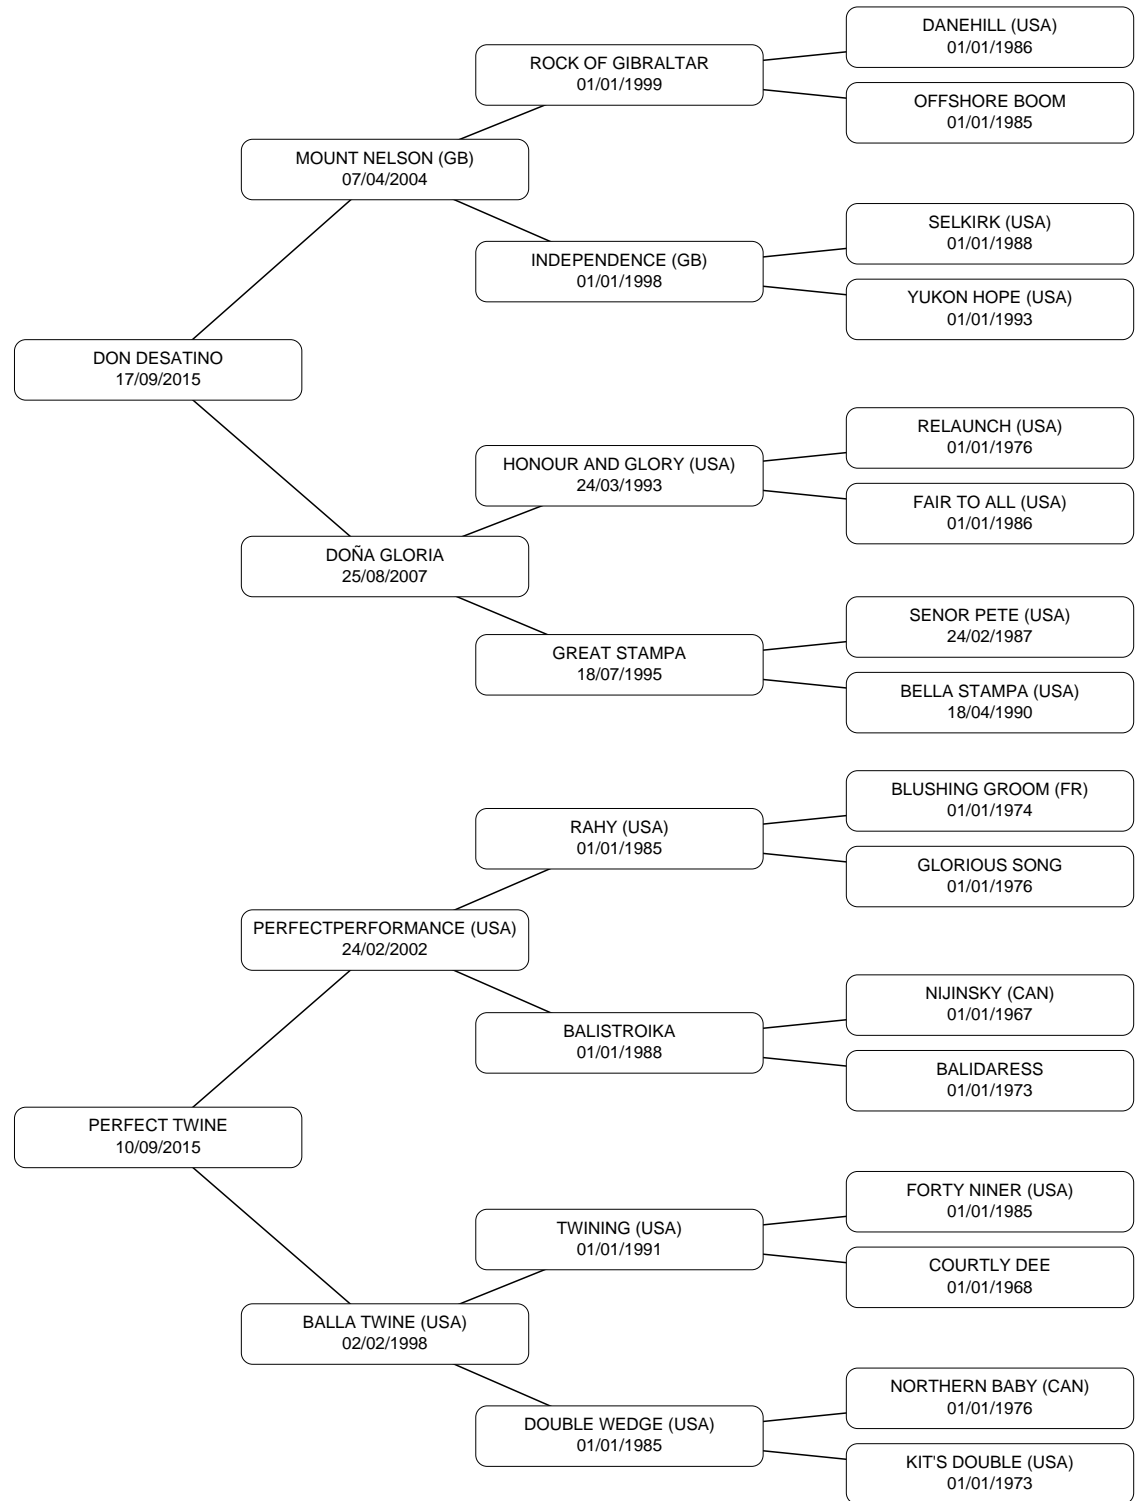 DANEHILL (USA)
01/01/1986
ROCK OF GIBRALTAR
01/01/1999
OFFSHORE BOOM
01/01/1985
MOUNT NELSON (GB)
07/04/2004
SELKIRK (USA)
01/01/1988
INDEPENDENCE (GB)
01/01/1998
YUKON HOPE (USA)
01/01/1993
DON DESATINO
17/09/2015
RELAUNCH (USA)
01/01/1976
HONOUR AND GLORY (USA)
24/03/1993
FAIR TO ALL (USA)
01/01/1986
DOÑA GLORIA
25/08/2007
SENOR PETE (USA)
24/02/1987
GREAT STAMPA
18/07/1995
BELLA STAMPA (USA)
18/04/1990
BLUSHING GROOM (FR)
01/01/1974
RAHY (USA)
01/01/1985
GLORIOUS SONG
01/01/1976
PERFECTPERFORMANCE (USA)
24/02/2002
NIJINSKY (CAN)
01/01/1967
BALISTROIKA
01/01/1988
BALIDARESS
01/01/1973
PERFECT TWINE
10/09/2015
FORTY NINER (USA)
01/01/1985
TWINING (USA)
01/01/1991
COURTLY DEE
01/01/1968
BALLA TWINE (USA)
02/02/1998
NORTHERN BABY (CAN)
01/01/1976
DOUBLE WEDGE (USA)
01/01/1985
KIT'S DOUBLE (USA)
01/01/1973